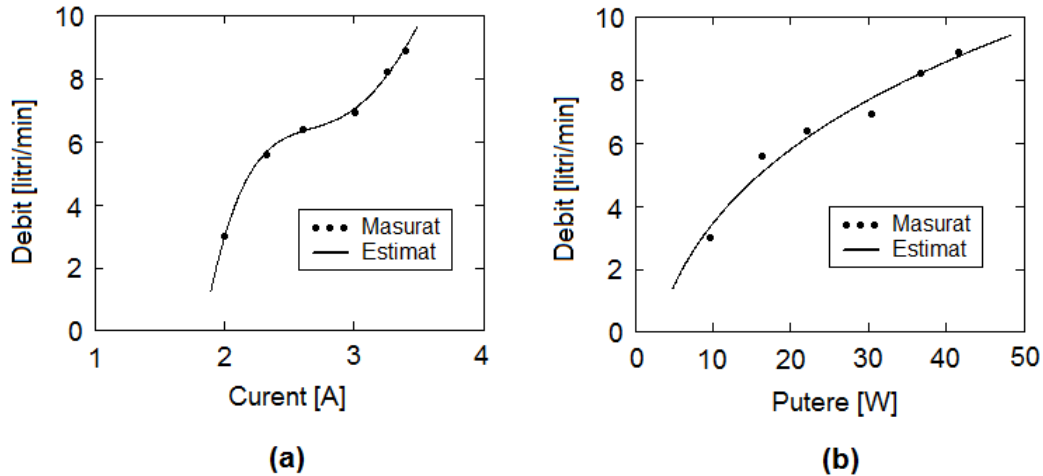 10
8
6
4
2
0
Debit [litri/min]
Masurat
Estimat
1 2 3 4
Curent [A]
(a)
10
8
6
4
2
0
Debit [litri/min]
Masurat
Estimat
0 10 20 30 40 50
Putere [W]
(b)